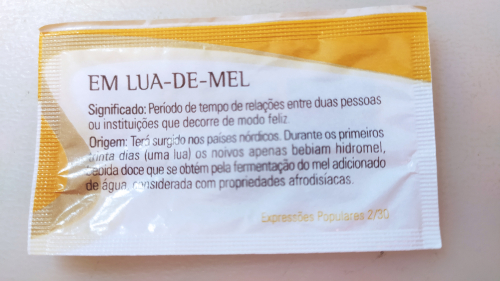 EM LUA-DE-MEL
Significado: Periodo de tempo de relações entre duas pessoas
ou instituições que decorre de modo feliz.
Origem: Terá surgido nos países nórdicos. Durante os primeiros
trinta dias (uma lua) os noivos apenas bebiam hidromel,
bebida doce que se obtém pela fermentação do mel adicionado
de água, considerada com propriedades afrodisíacas.
Expressões Populares 2/30